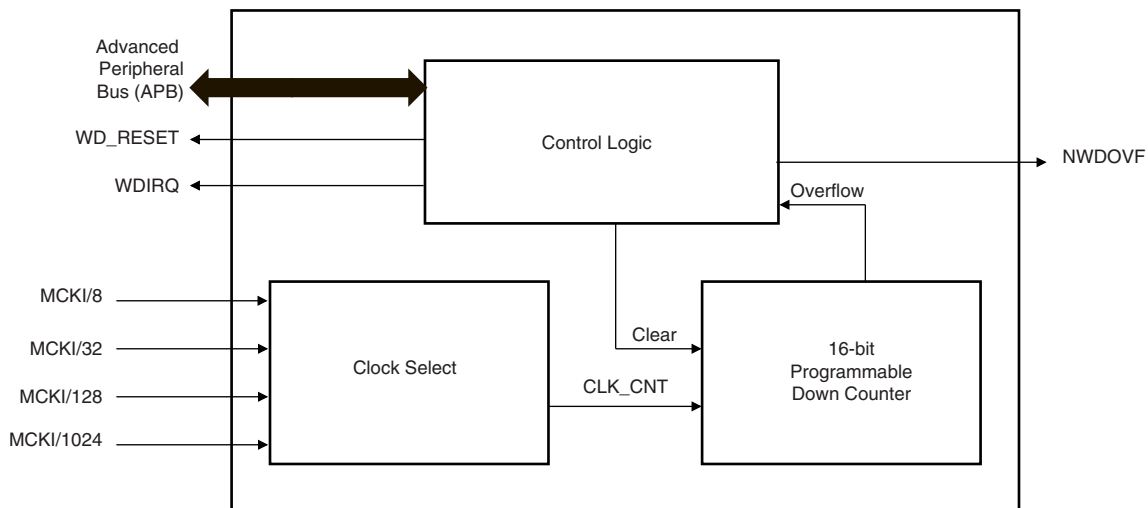 Advanced
Peripheral
Bus (APB)
WD_RESET
WDIRQ
Control Logic
NWDOVF
Overflow
MCKI/8
MCKI/32
MCKI/128
MCKI/1024
Clock Select
Clear
CLK_CNT
16-bit
Programmable
Down Counter